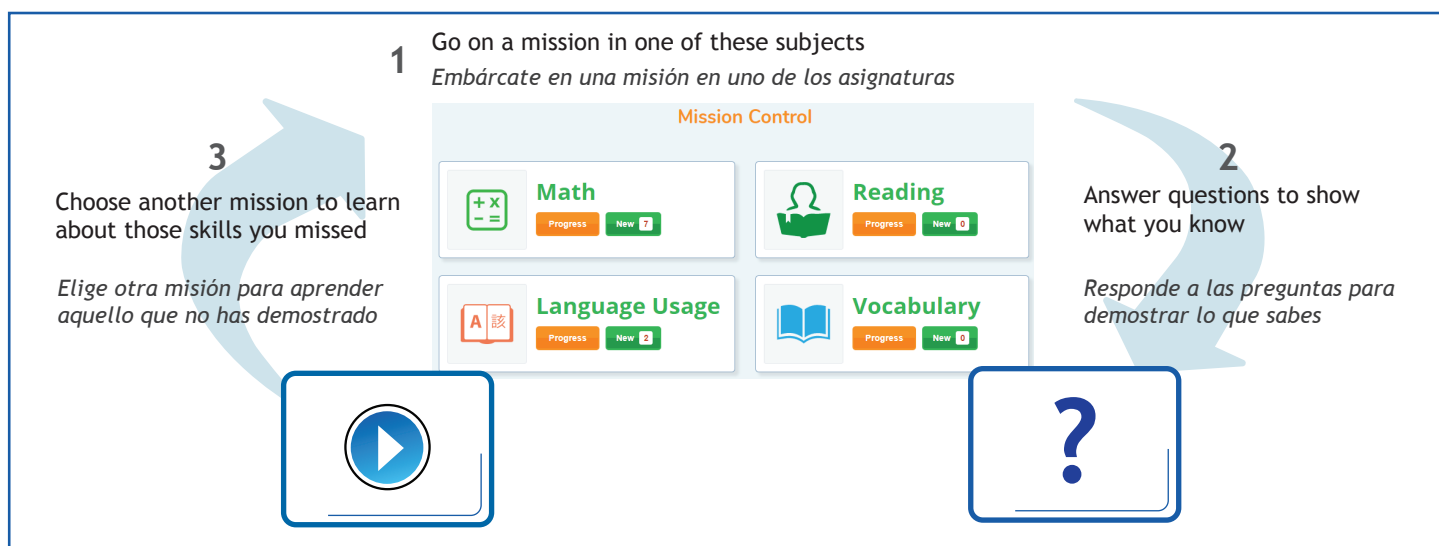 1
Go on a mission in one of these subjects
Embárcate en una misión en uno de los asignaturas
Mission Control
Math
Progress New 7
Reading
Progress New 0
Language Usage
A 該
Progress New 2
Vocabulary
Progress New 0
2
Answer questions to show
what you know
Responde a las preguntas para
demostrar lo que sabes
?
3
Choose another mission to learn
about those skills you missed
Elige otra misión para aprender
aquello que no has demostrado